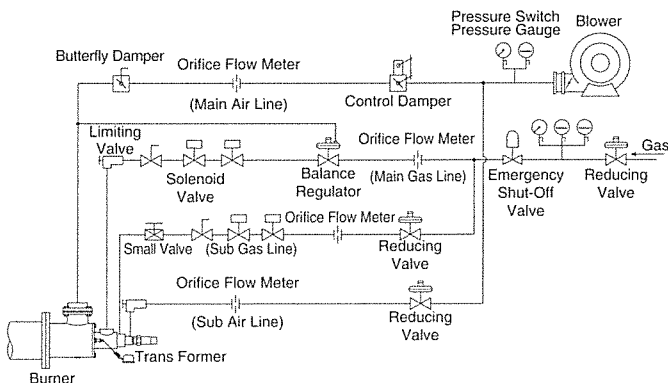 Pressure Switch
Pressure Gauge
Blower
Butterfly Damper
Orifice Flow Meter
(Main Air Line)
Control Damper
Limiting
Valve
Solenoid
Valve
Balance
Regulator
Orifice Flow Meter
(Main Gas Line)
Emergency
Shut-Off
Valve
Reducing
Valve
Gas
Small Valve
(Sub Gas Line)
Orifice Flow Meter
Reducing
Valve
Orifice Flow Meter
(Sub Air Line)
Reducing
Valve
Trans Former
Burner